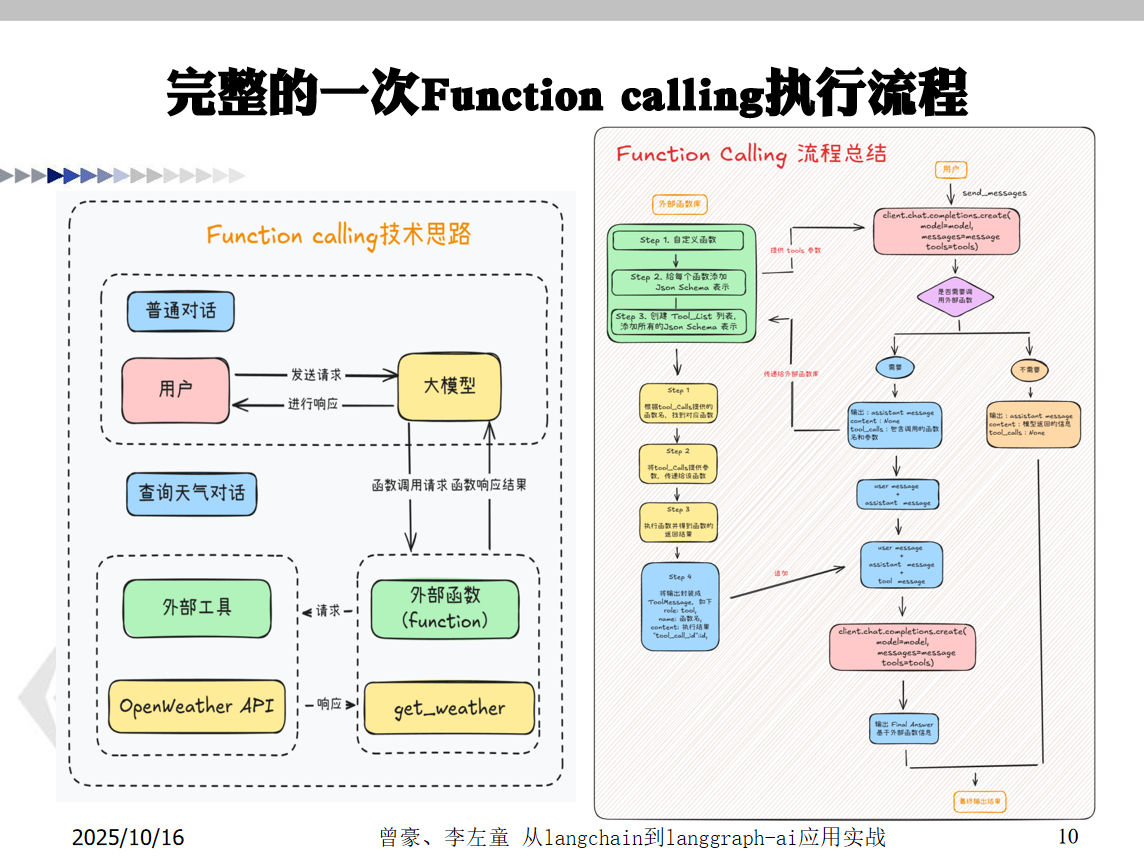 完整的一次Function calling执行流程
Function calling技术思路
普通对话
用户
发送请求
进行响应
大模型
查询天气对话
函数调用请求
函数响应结果
外部工具
请求
外部函数
(function)
OpenWeather API
响应
get_weather
Function Calling 流程总结
用户
send_messages
外部函数库
client.chat.completions.create(
model=model,
messages=message
tools=tools)
Step 1. 自定义函数
Step 2. 给每个函数添加
Json Schema 表示
Step 3. 创建 Tool_List 列表,
添加所有的Json Schema 表示
提供 tools 参数
是否需要调
用外部函数
传递给外部函数库
需要
不需要
输出：assistant message
content：None
tool_calls：包含调用的函数
名和参数
输出：assistant message
content：模型返回的信息
tool_calls：None
Step 1
根据tool_Calls提供的
函数名, 找到对应函数
Step 2
将tool_Calls提供参
数, 传递给该函数
Step 3
执行函数并得到函数的
返回结果
Step 4
将输出封装成
ToolMessage, 如下
role: tool,
name: 函数名,
content: 执行结果
"tool_call_id":id,
追加
user message
+
assistant message
user message
+
assistant message
+
tool message
client.chat.completions.create(
model=model,
messages=message
tools=tools)
输出 Final Answer
基于外部函数信息
最终输出结果
2025/10/16
曾豪、李左童 从langchain到langgraph-ai应用实战
10